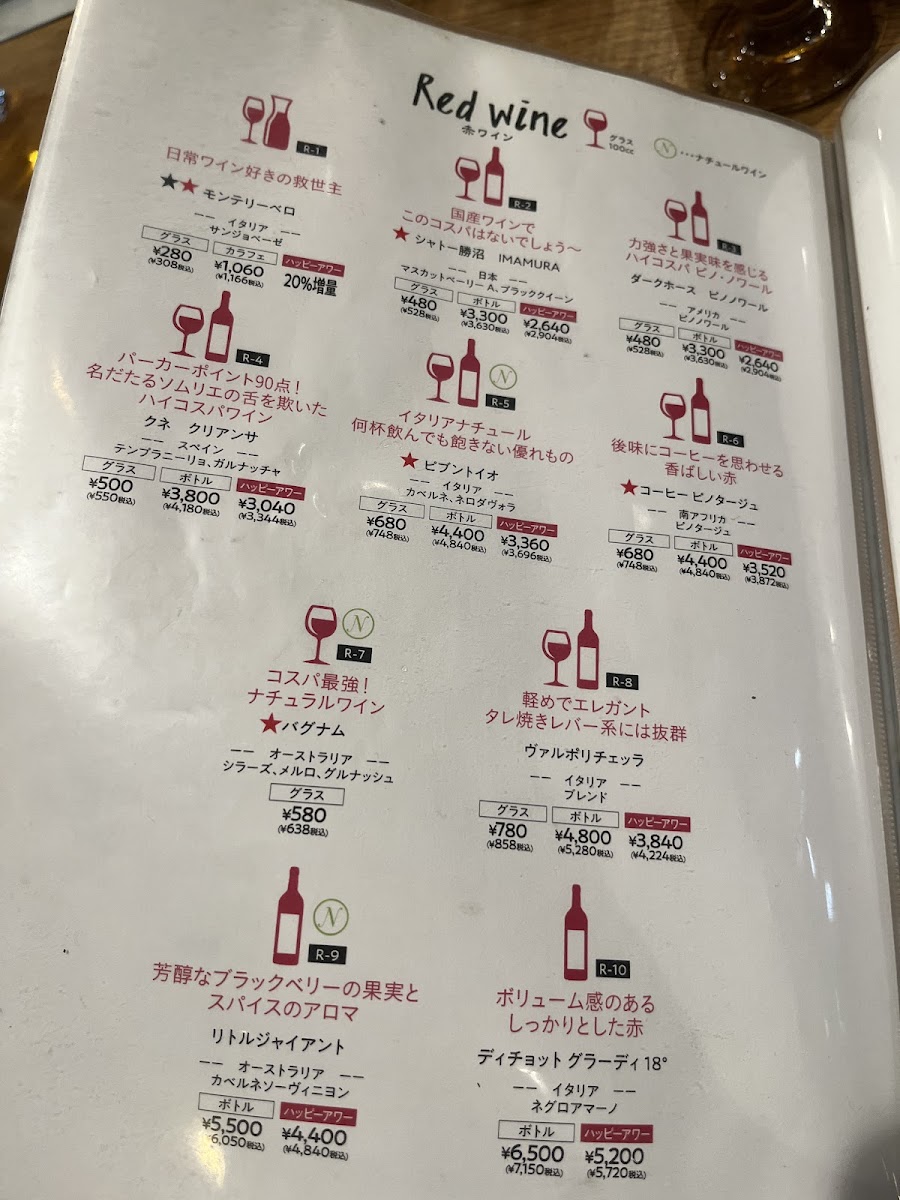 Red wine
赤ワイン
グラス
100cc
N…ナチュールワイン
R-1
日常ワイン好きの救世主
★★ モンテリーベロ
—— イタリア ——
サンジョベーゼ
グラス カラフェ ハッピーアワー
¥280 ¥1,060 20%増量
(¥308税込) (¥1,166税込)
R-2
国産ワインで
このコスパはないでしょう〜
★ シャトー勝沼 IMAMURA
—— 日本 ——
マスカットベーリーA、ブラッククイーン
グラス ボトル ハッピーアワー
¥480 ¥3,300 ¥2,640
(¥528税込) (¥3,630税込) (¥2,904税込)
R-3
力強さと果実味を感じる
ハイコスパ ピノ・ノワール
ダークホース ピノノワール
—— アメリカ ——
ピノノワール
グラス ボトル ハッピーアワー
¥480 ¥3,300 ¥2,640
(¥528税込) (¥3,630税込) (¥2,904税込)
R-4
パーカーポイント90点！
名だたるソムリエの舌を欺いた
ハイコスパワイン
クネ クリアンサ
—— スペイン ——
テンプラニーリョ、ガルナッチャ
グラス ボトル ハッピーアワー
¥500 ¥3,800 ¥3,040
(¥550税込) (¥4,180税込) (¥3,344税込)
N
R-5
イタリアナチュール
何杯飲んでも飽きない優れもの
★ ビブントイオ
—— イタリア ——
カベルネ、ネロダヴォラ
グラス ボトル ハッピーアワー
¥680 ¥4,400 ¥3,360
(¥748税込) (¥4,840税込) (¥3,696税込)
R-6
後味にコーヒーを思わせる
香ばしい赤
★コーヒー ピノタージュ
—— 南アフリカ ——
ピノタージュ
グラス ボトル ハッピーアワー
¥680 ¥4,400 ¥3,520
(¥748税込) (¥4,840税込) (¥3,872税込)
N
R-7
コスパ最強！
ナチュラルワイン
★バグナム
—— オーストラリア ——
シラーズ、メルロ、グルナッシュ
グラス
¥580
(¥638税込)
R-8
軽めでエレガント
タレ焼きレバー系には抜群
ヴァルポリチェッラ
—— イタリア ——
ブレンド
グラス ボトル ハッピーアワー
¥780 ¥4,800 ¥3,840
(¥858税込) (¥5,280税込) (¥4,224税込)
N
R-9
芳醇なブラックベリーの果実と
スパイスのアロマ
リトルジャイアント
—— オーストラリア ——
カベルネソーヴィニヨン
ボトル ハッピーアワー
¥5,500 ¥4,400
(¥6,050税込) (¥4,840税込)
R-10
ボリューム感のある
しっかりとした赤
ディチョット グラーディ 18°
—— イタリア ——
ネグロアマーノ
ボトル ハッピーアワー
¥6,500 ¥5,200
(¥7,150税込) (¥5,720税込)